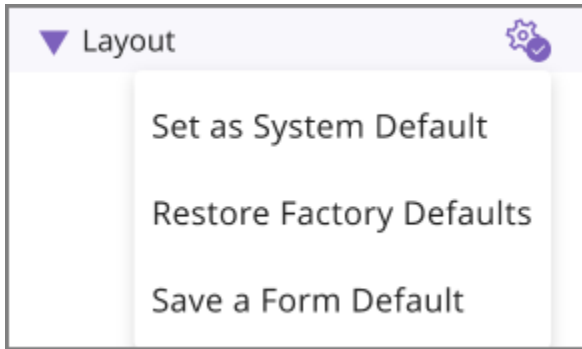 Layout
Set as System Default
Restore Factory Defaults
Save a Form Default